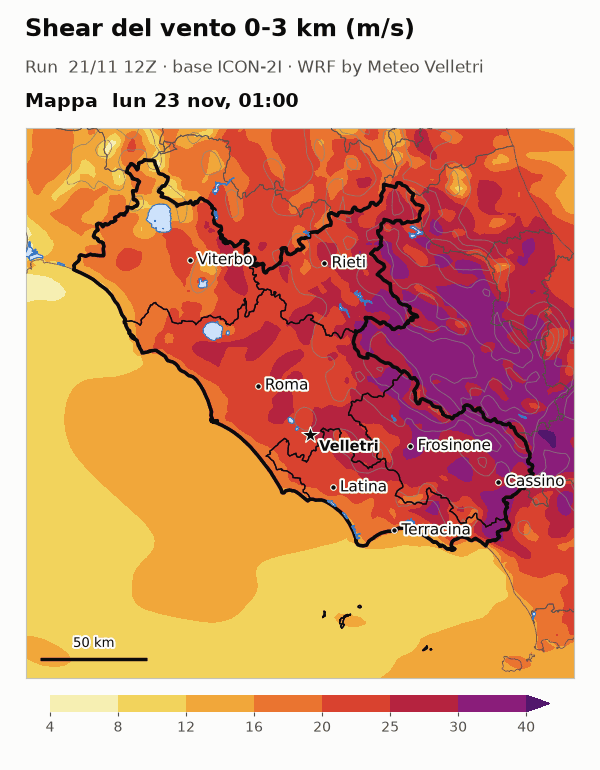 Shear del vento 0-3 km (m/s)
Run  21/11 12Z · base ICON-2I · WRF by Meteo Velletri
Mappa  lun 23 nov, 01:00
Viterbo
Rieti
Roma
Velletri
Frosinone
Cassino
Latina
Terracina
50 km
4 8 12 16 20 25 30 40